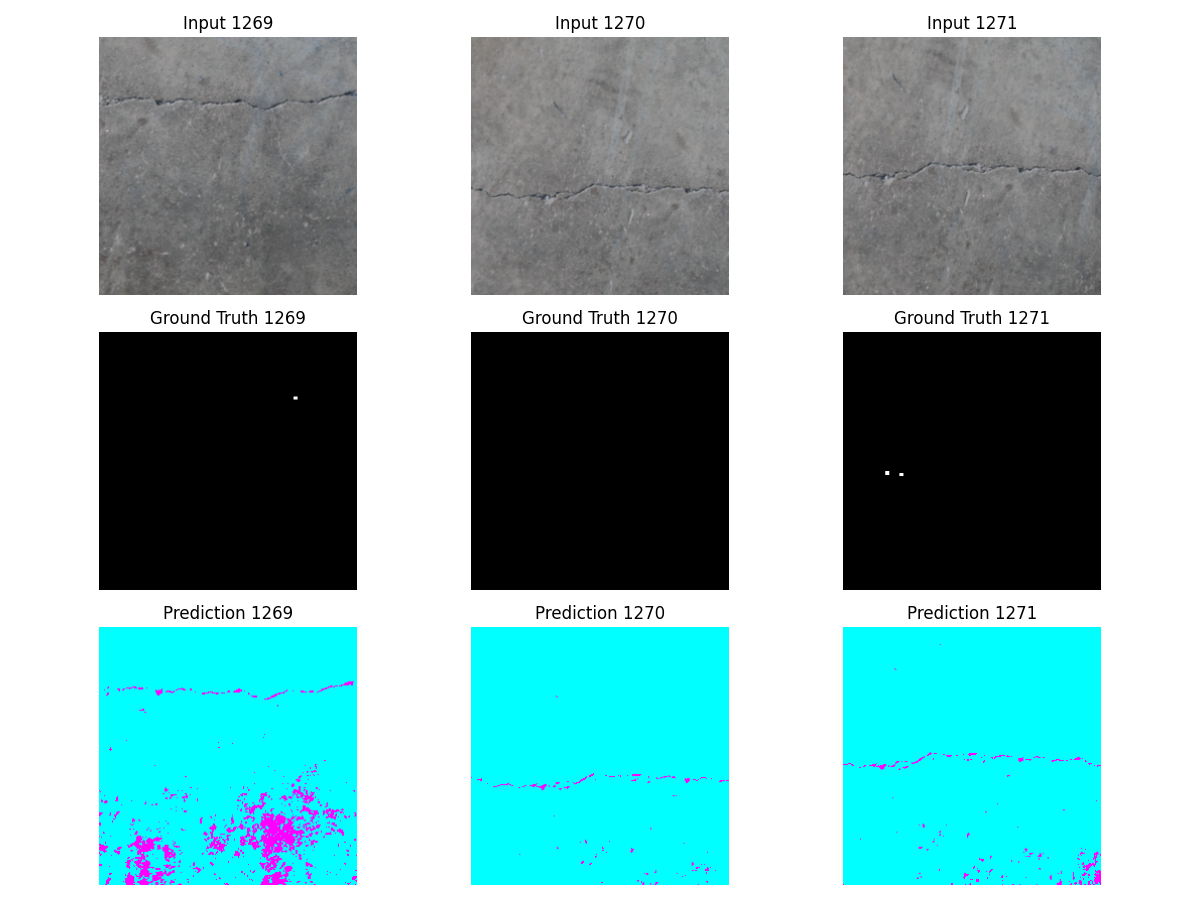 Input 1269
Input 1270
Input 1271
Ground Truth 1269
Ground Truth 1270
Ground Truth 1271
Prediction 1269
Prediction 1270
Prediction 1271